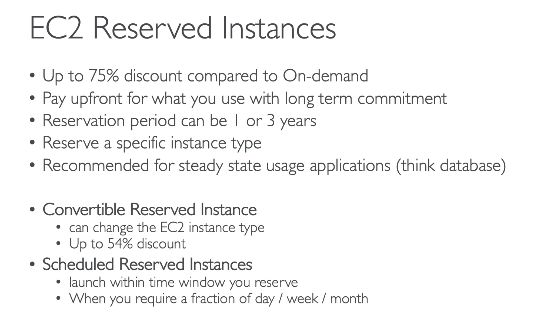 EC2 Reserved Instances
• Up to 75% discount compared to On-demand
• Pay upfront for what you use with long term commitment
• Reservation period can be 1 or 3 years
• Reserve a specific instance type
• Recommended for steady state usage applications (think database)
• Convertible Reserved Instance
• can change the EC2 instance type
• Up to 54% discount
• Scheduled Reserved Instances
• launch within time window you reserve
• When you require a fraction of day / week / month